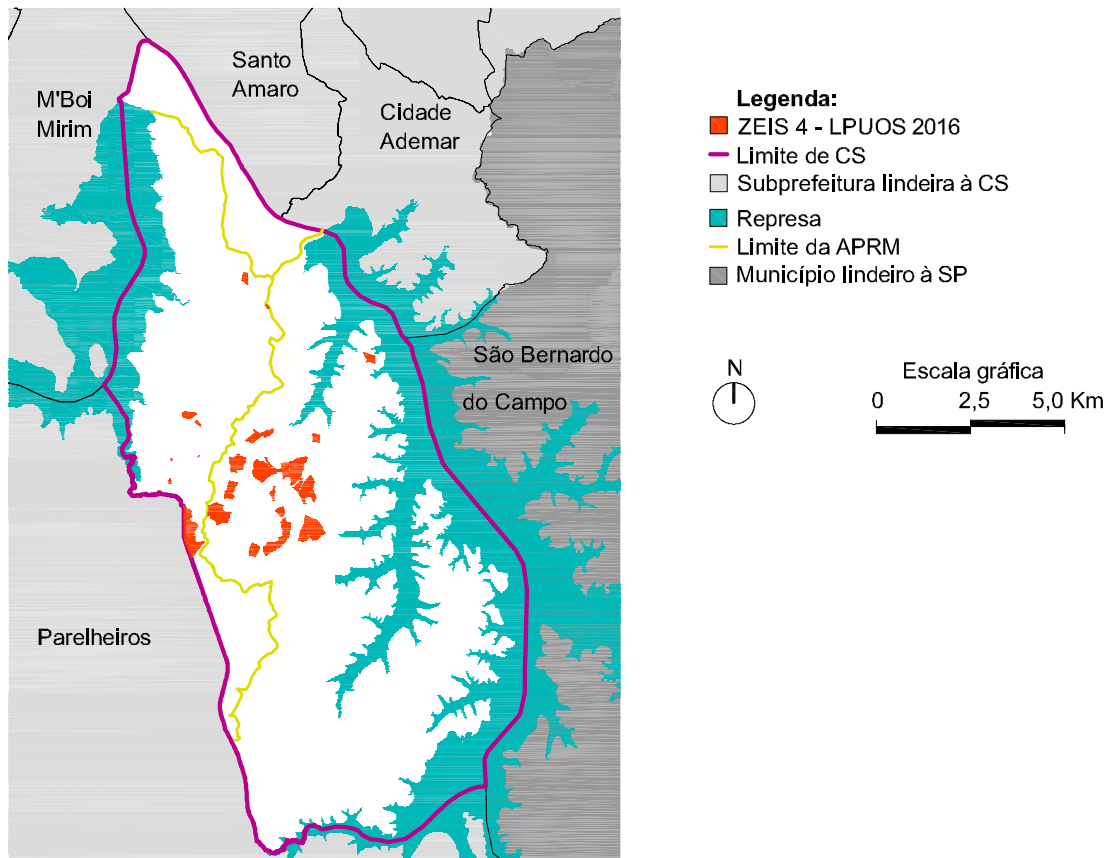 Santo
Amaro
M'Boi
Mirim
Cidade
Ademar
São Bernardo
do Campo
Parelheiros
Legenda:
ZEIS 4 - LPUOS 2016
Limite de CS
Subprefeitura lindeira à CS
Represa
Limite da APRM
Município lindeiro à SP
N
Escala gráfica
0 2,5 5,0 Km